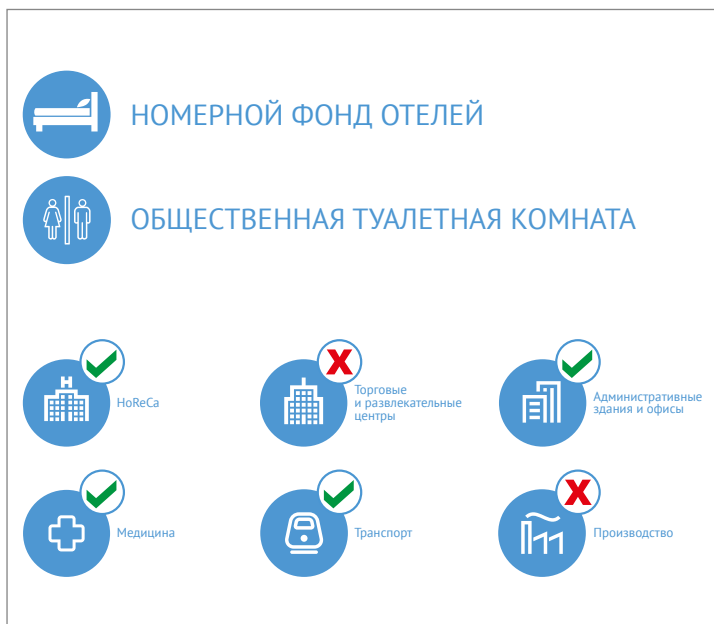 НОМЕРНОЙ ФОНД ОТЕЛЕЙ
ОБЩЕСТВЕННАЯ ТУАЛЕТНАЯ КОМНАТА
H
HoReCa
Торговые
и развлекательные
центры
Административные
здания и офисы
Медицина
Транспорт
Производство